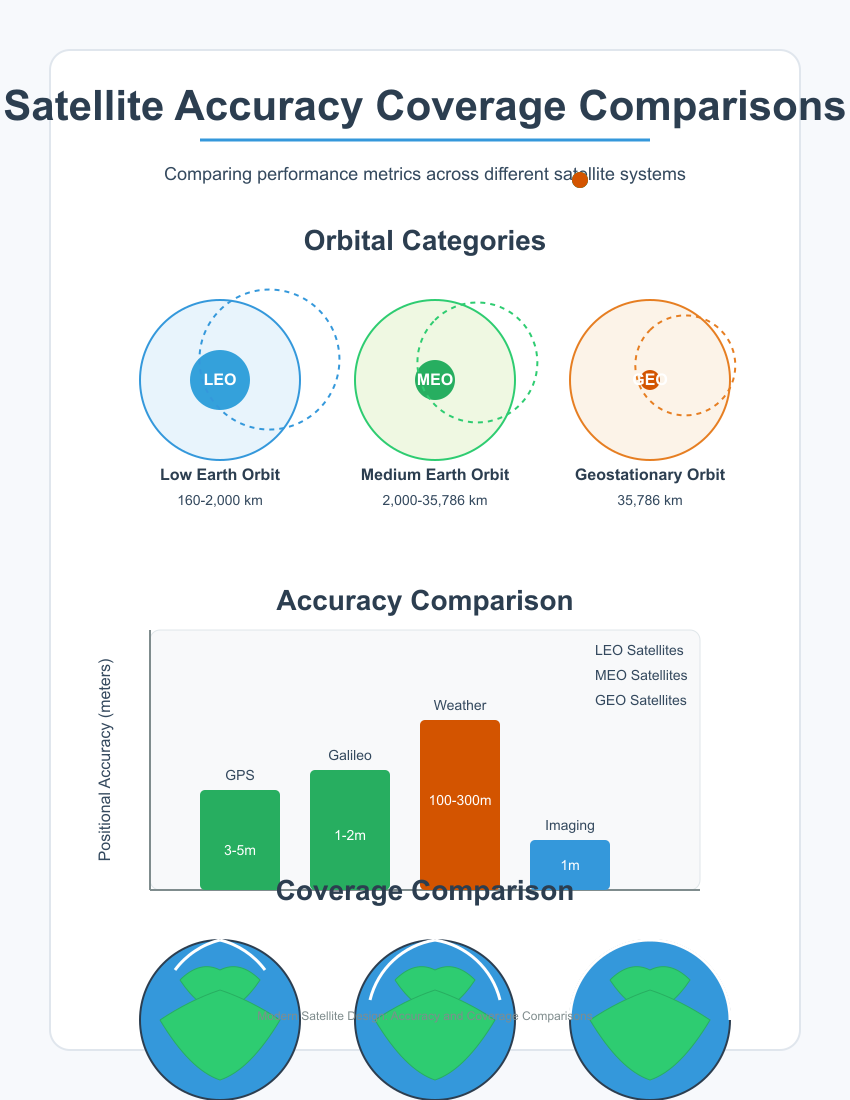 Satellite Accuracy Coverage Comparisons
Comparing performance metrics across different satellite systems
Orbital Categories
LEO
MEO
GEO
Low Earth Orbit
Medium Earth Orbit
Geostationary Orbit
160-2,000 km
2,000-35,786 km
35,786 km
Accuracy Comparison
Positional Accuracy (meters)
LEO Satellites
MEO Satellites
GEO Satellites
Weather
Galileo
GPS
100-300m
Imaging
1-2m
3-5m
1m
Coverage Comparison
Satellite Accuracy and Coverage Comparisons